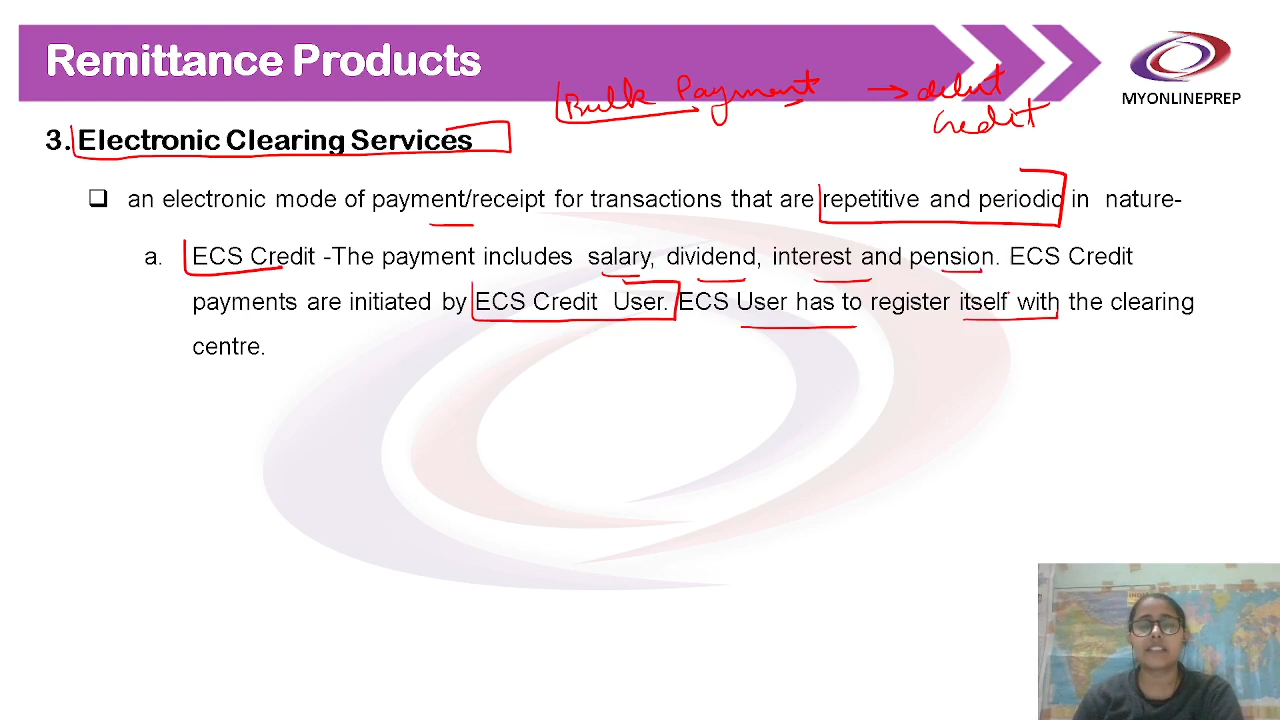 Remittance Products
MYONLINEPREP
Bulk Payment → debit
credit
3. Electronic Clearing Services
❑ an electronic mode of payment/receipt for transactions that are repetitive and periodic in nature-
a. ECS Credit -The payment includes salary, dividend, interest and pension. ECS Credit
payments are initiated by ECS Credit User. ECS User has to register itself with the clearing
centre.